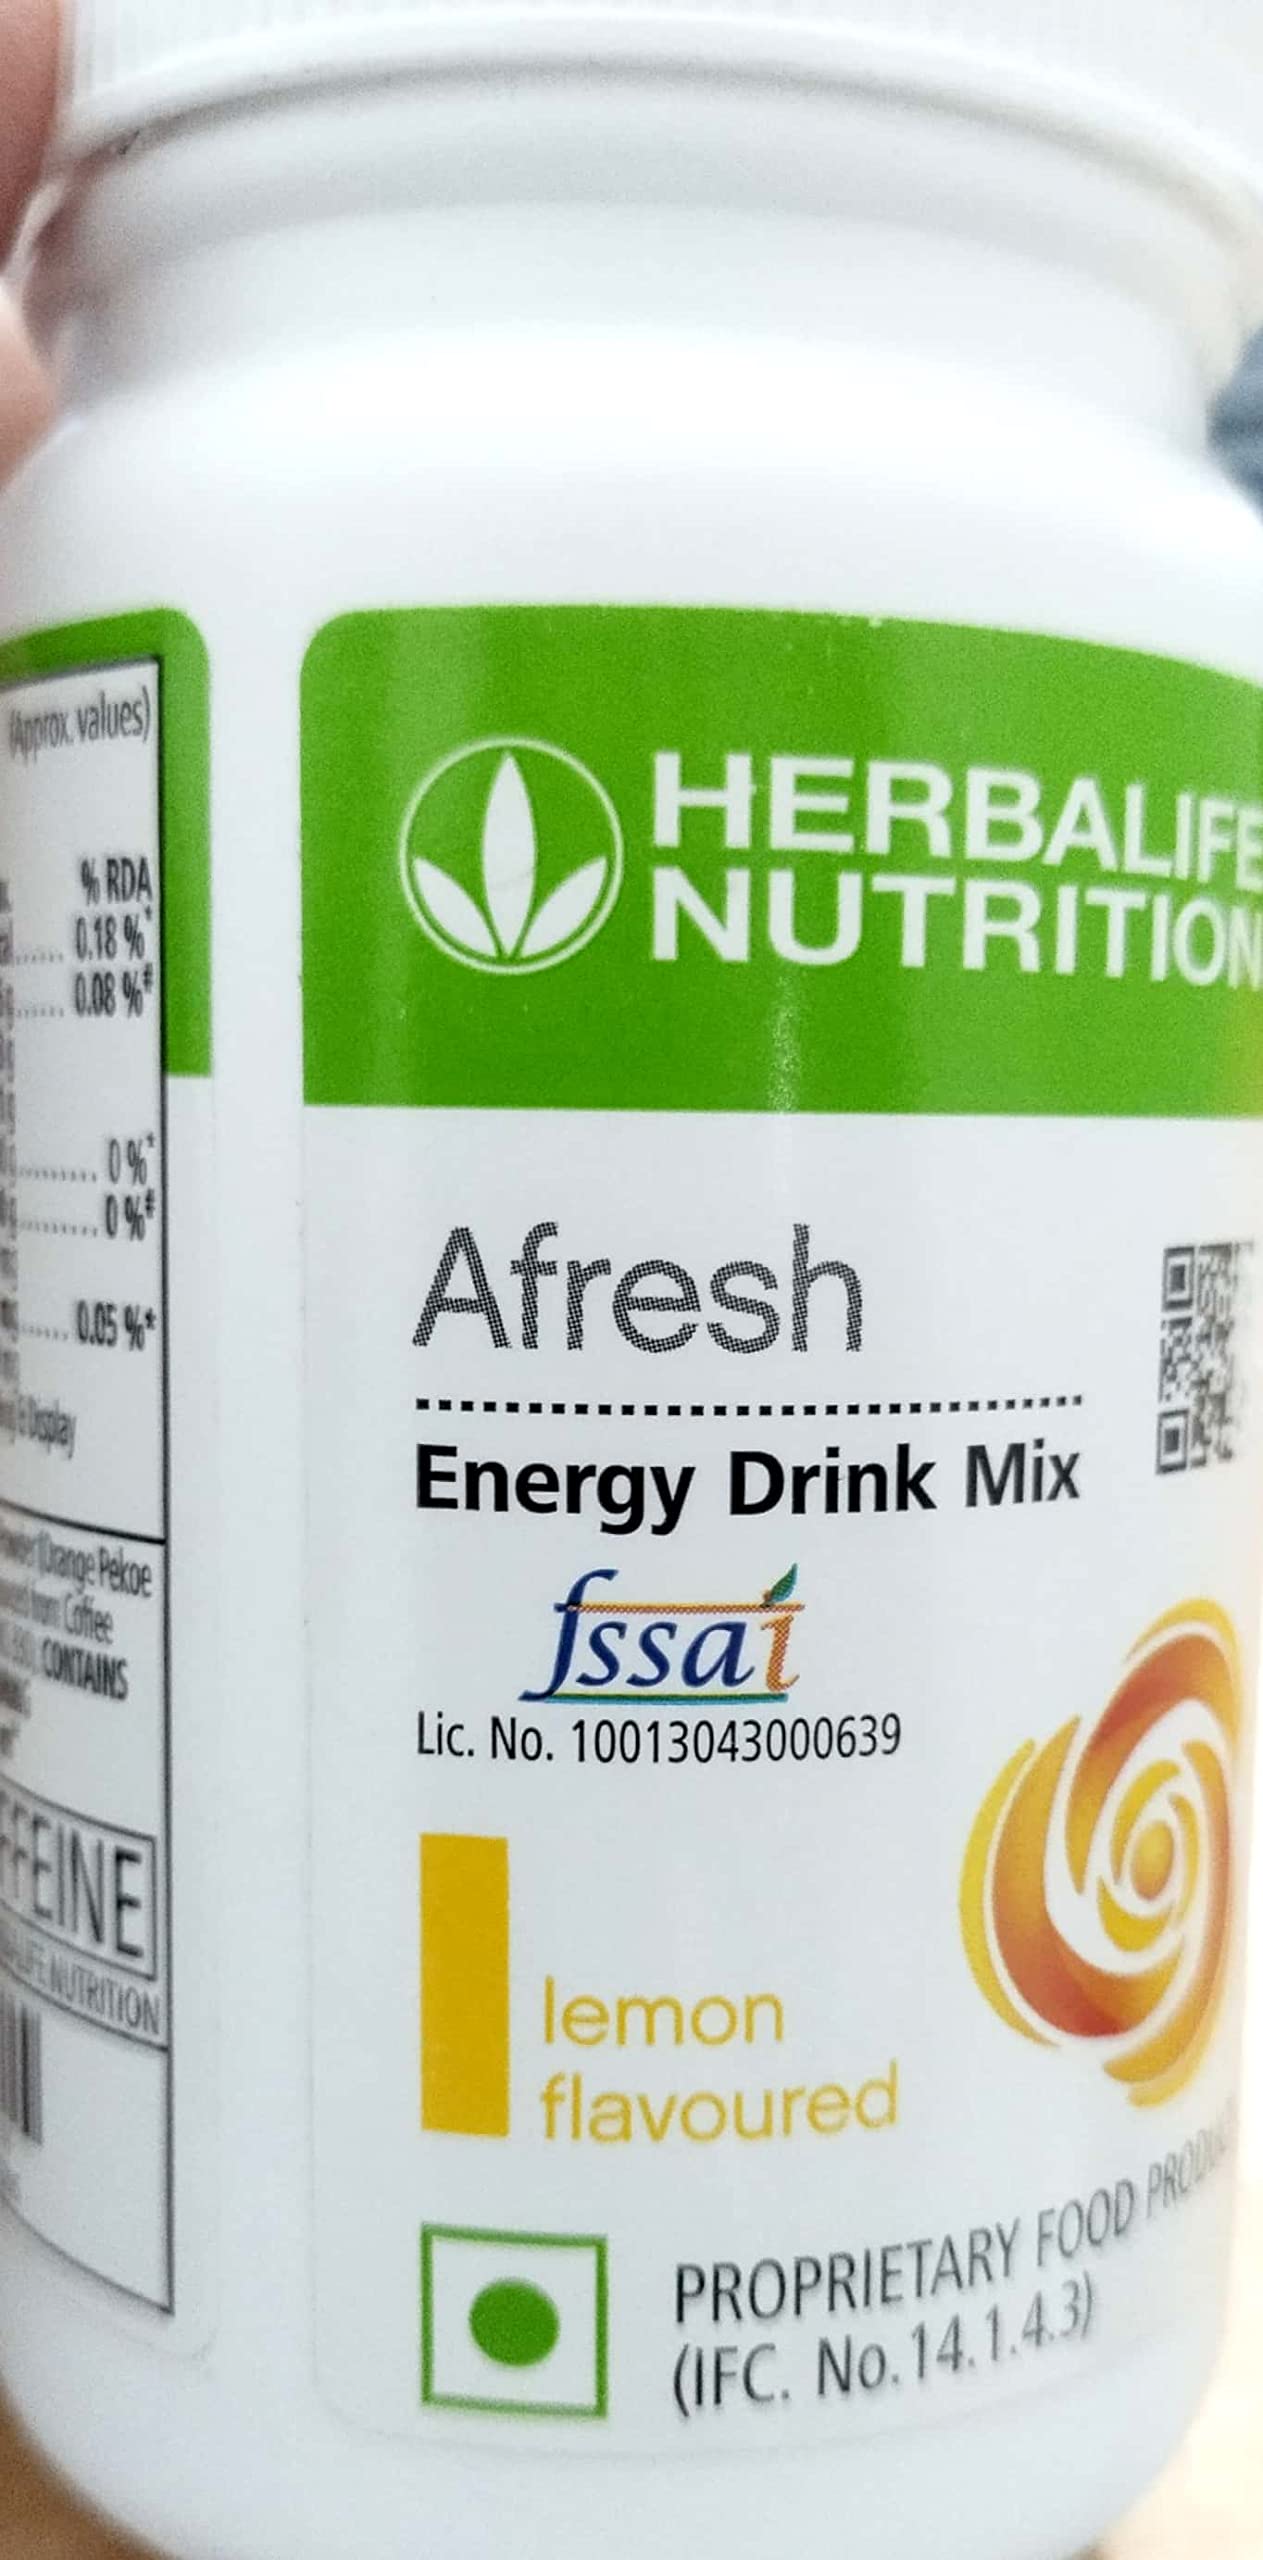 (Approx. values)
% RDA
0.18 %*
0.08 %#
0 %*
0 %#
0.05 %*
Display
Orange Pekoe
from Coffee
CONTAINS
NUTRITION
HERBALIFE
NUTRITION
Afresh
Energy Drink Mix
fssai
Lic. No. 10013043000639
lemon
flavoured
PROPRIETARY FOOD
(IFC. No.14.1.4.3)